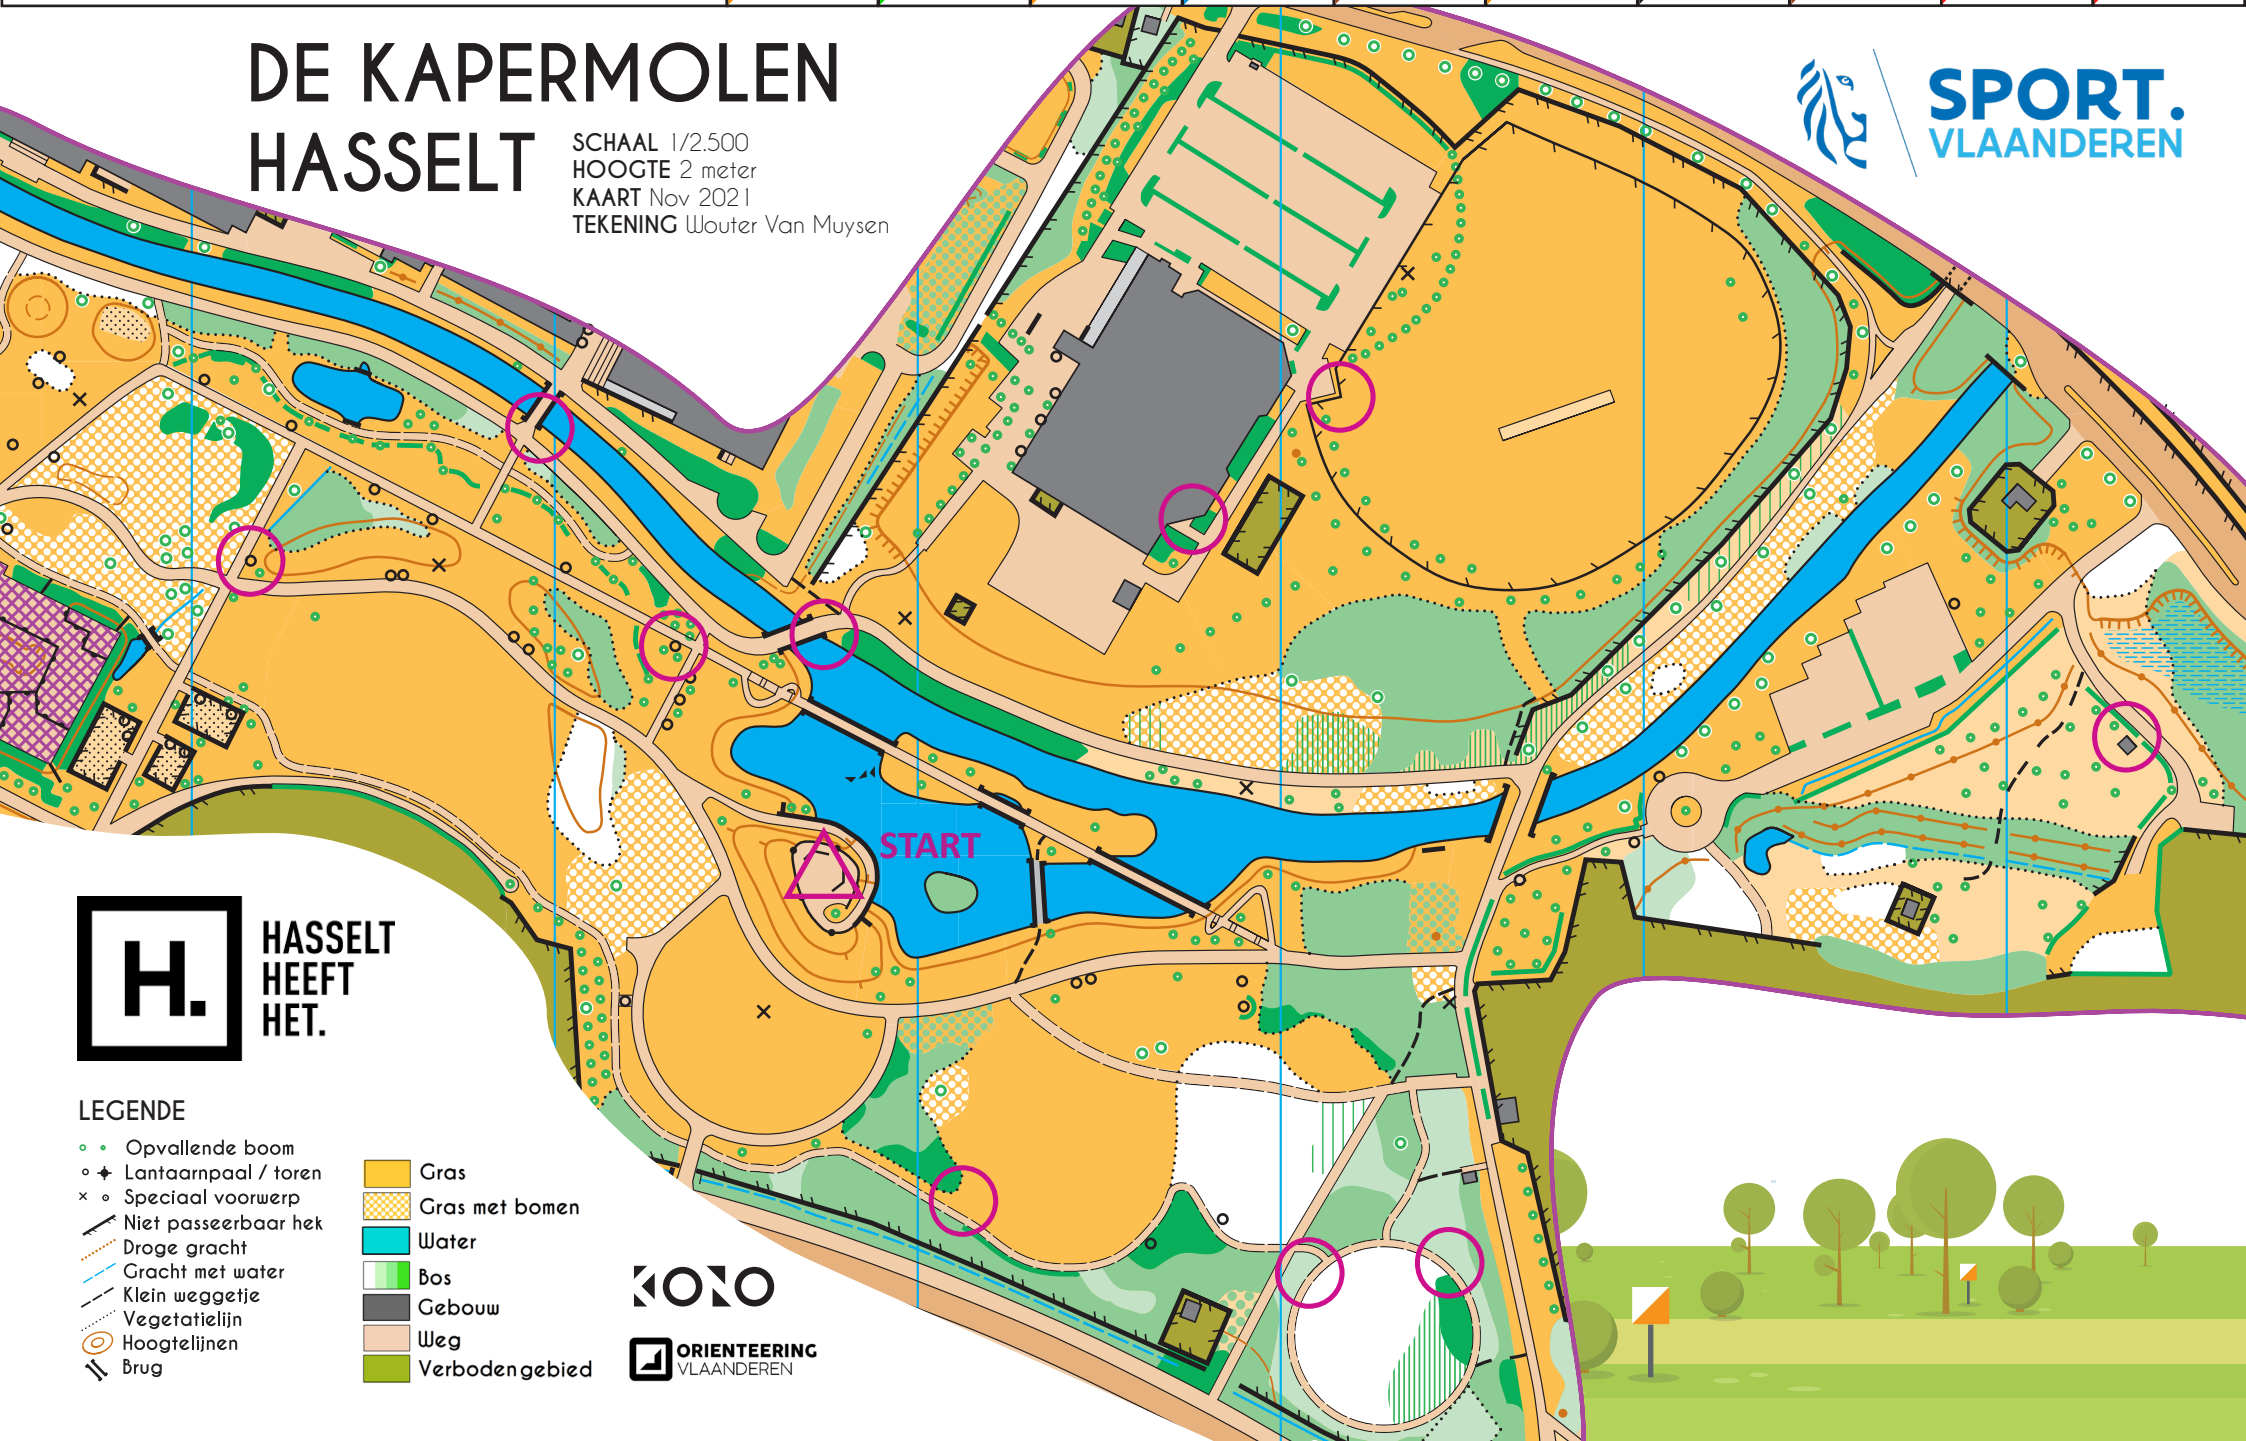 DE KAPERMOLEN
HASSELT
SCHAAL 1/2.500
HOOGTE 2 meter
KAART Nov 2021
TEKENING Wouter Van Muysen
SPORT.
VLAANDEREN
START
H.
HASSELT
HEEFT
HET.
LEGENDE
Opvallende boom
Lantaarnpaal / toren
Speciaal voorwerp
Niet passeerbaar hek
Droge gracht
Gracht met water
Klein weggetje
Vegetatielijn
Hoogtelijnen
Brug
Gras
Gras met bomen
Water
Bos
Gebouw
Weg
Verboden gebied
KOZO
ORIENTEERING
VLAANDEREN